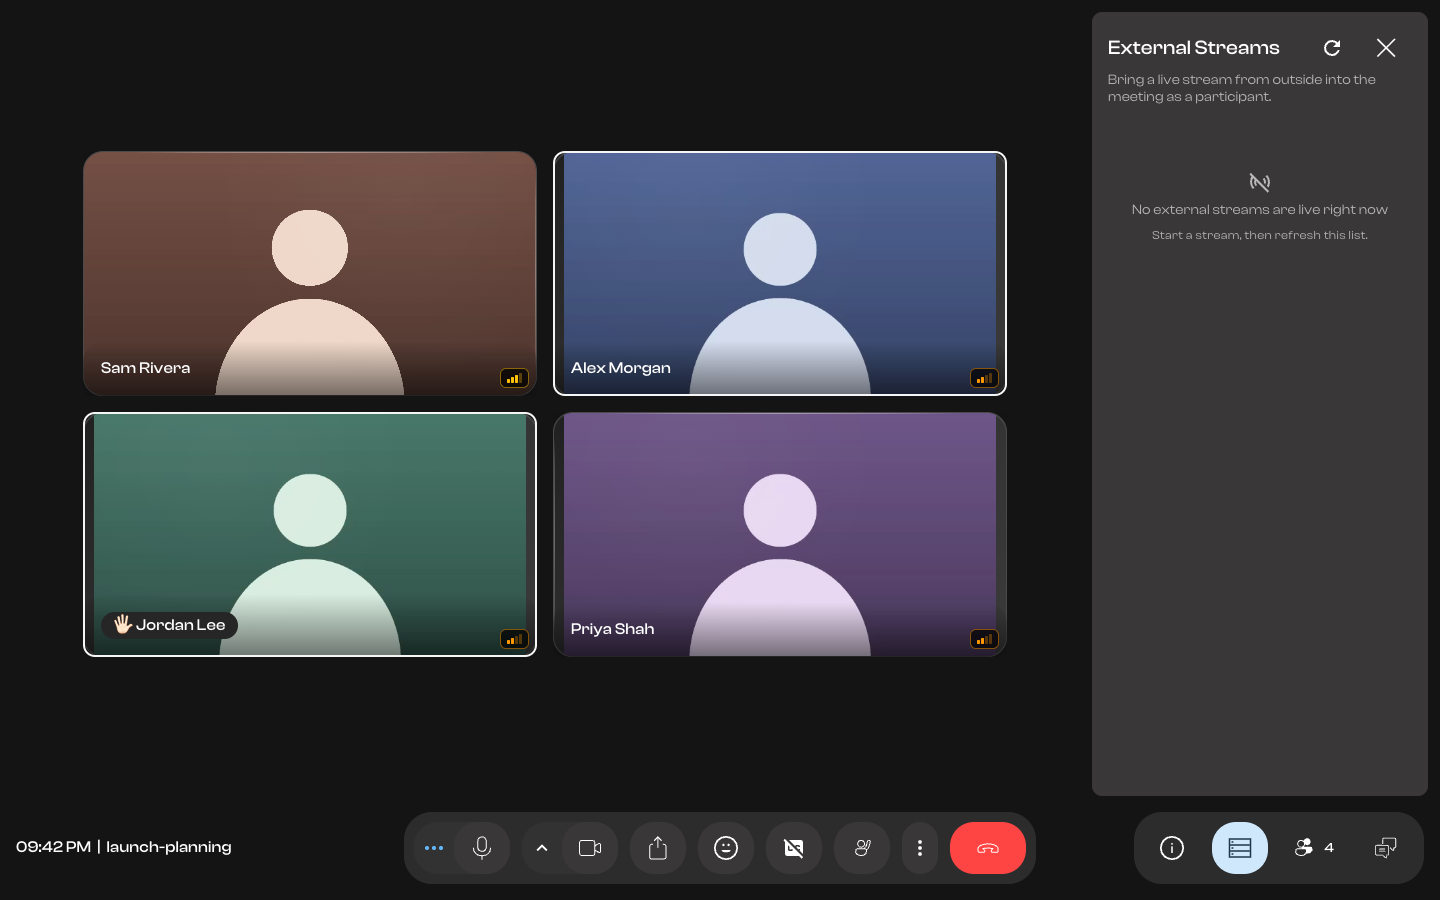 External Streams
Bring a live stream from outside into the
meeting as a participant.
No external streams are live right now
Start a stream, then refresh this list.
Sam Rivera
Alex Morgan
Jordan Lee
Priya Shah
09:42 PM | launch-planning
4